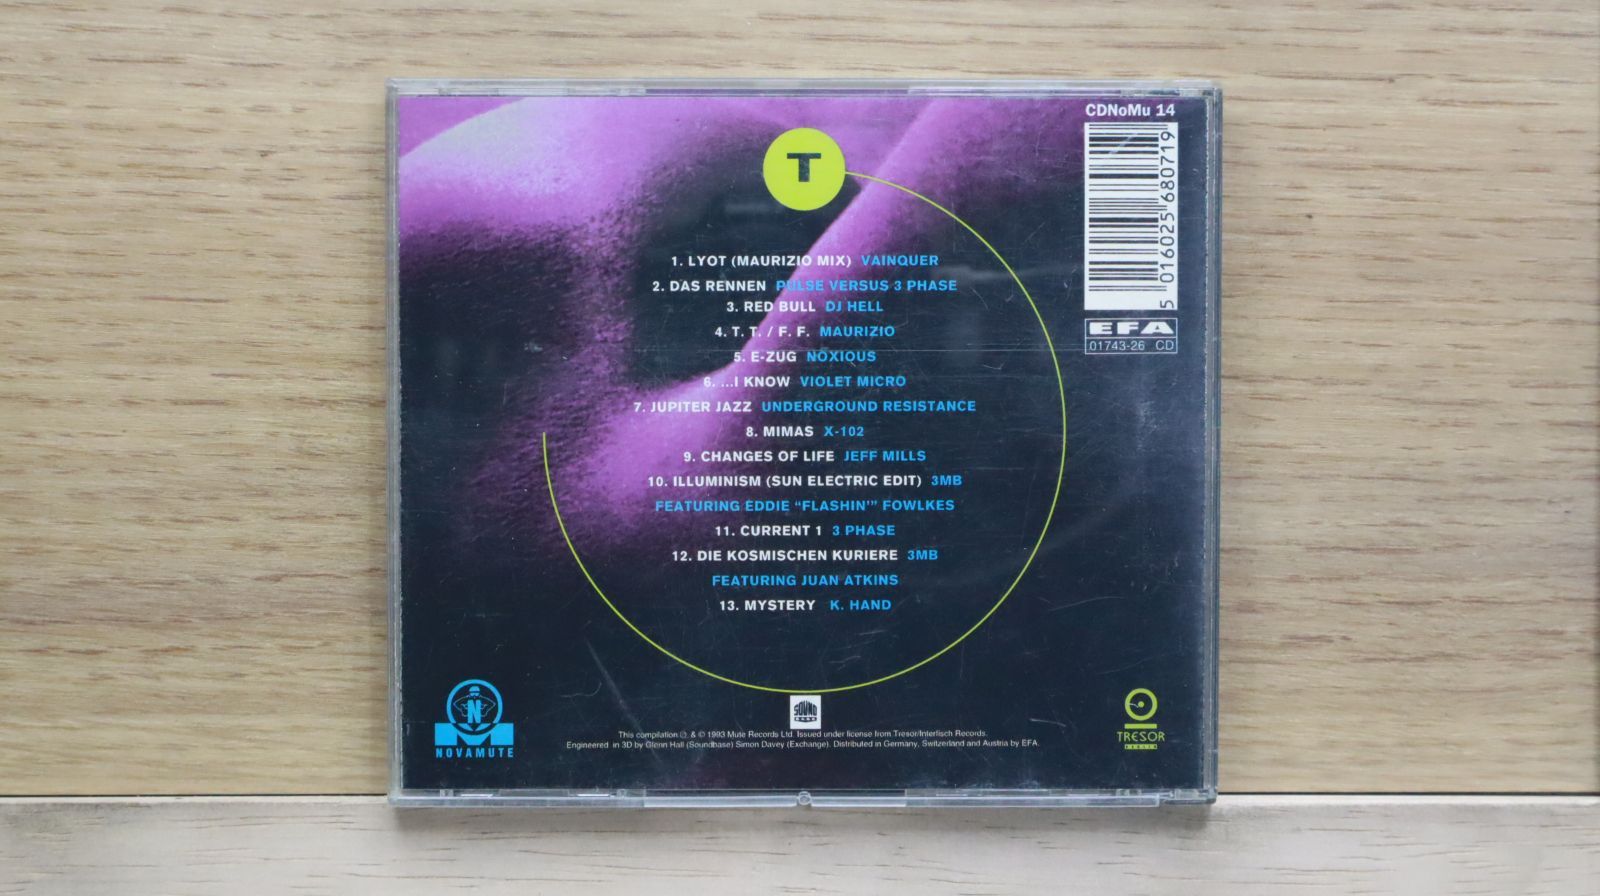 CDNoMu 14
5 016025 680719
EFA
01743-26 CD
T
1. LYOT (MAURIZIO MIX) VAINQUER
2. DAS RENNEN PULSE VERSUS 3 PHASE
3. RED BULL DJ HELL
4. T. T. / F. F. MAURIZIO
5. E-ZUG NOXIOUS
6. ...I KNOW VIOLET MICRO
7. JUPITER JAZZ UNDERGROUND RESISTANCE
8. MIMAS X-102
9. CHANGES OF LIFE JEFF MILLS
10. ILLUMINISM (SUN ELECTRIC EDIT) 3MB
FEATURING EDDIE “FLASHIN’” FOWLKES
11. CURRENT 1 3 PHASE
12. DIE KOSMISCHEN KURIERE 3MB
FEATURING JUAN ATKINS
13. MYSTERY K. HAND
N
NOVAMUTE
SOUND
This compilation ℗ & © 1993 Mute Records Ltd. Issued under license from Tresor/Interfisch Records.
Engineered in 3D by Glenn Hall (Soundbase) Simon Davey (Exchange). Distributed in Germany, Switzerland and Austria by EFA.
TRESOR
BERLIN